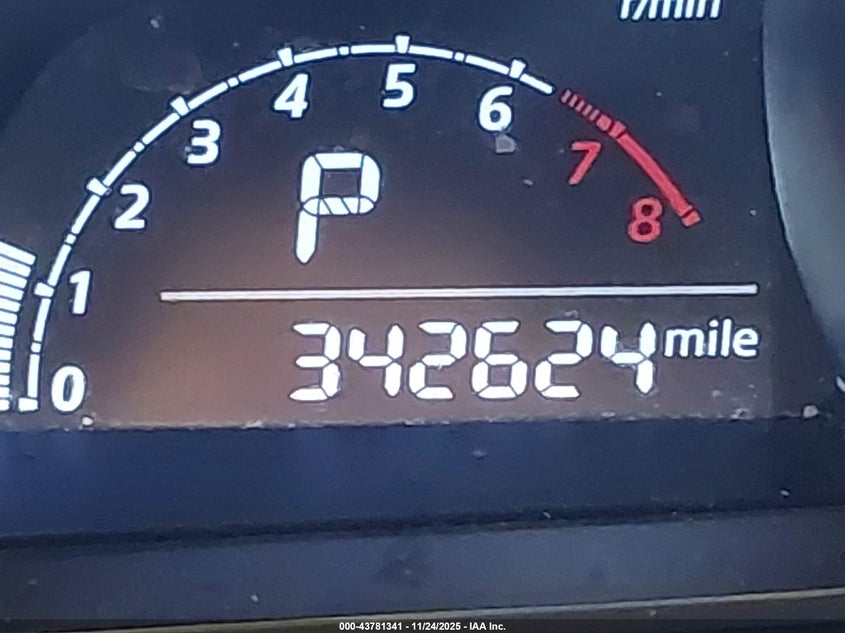 r/min
4 5 6
3 7
2 P 8
1
342624 mile
0
000-43781341 - 11/24/2025 - IAA Inc.